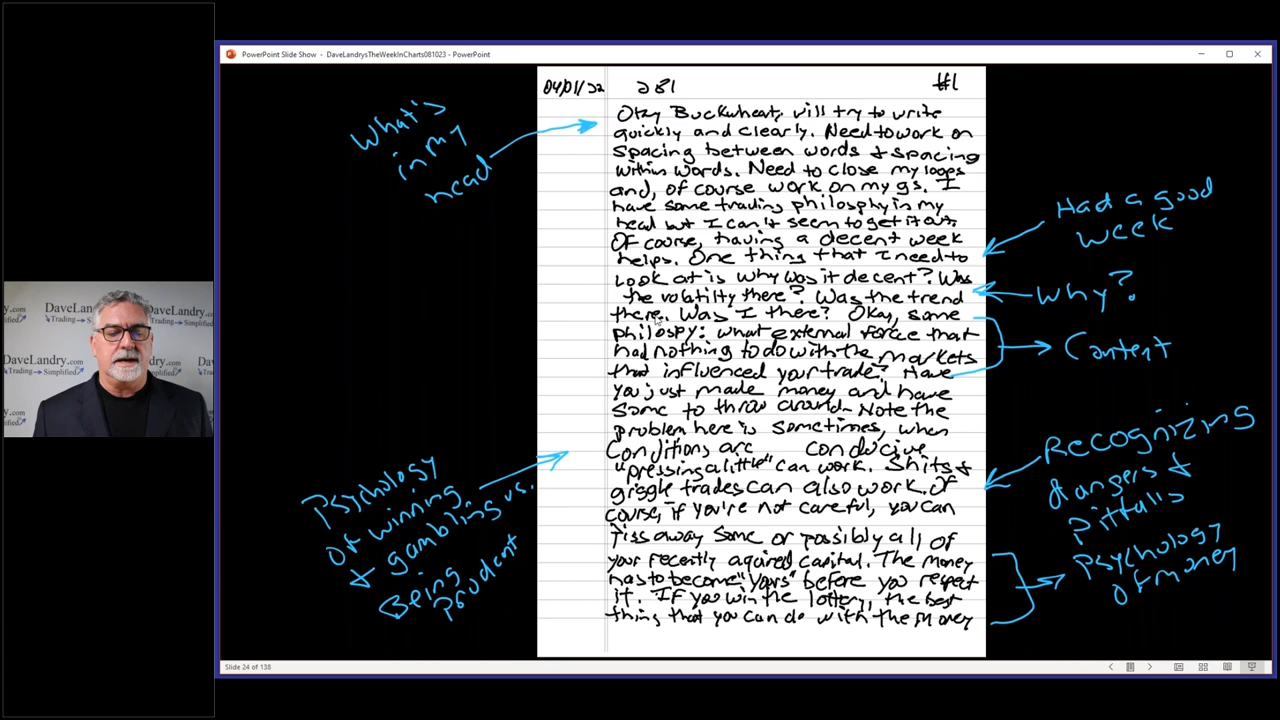 PowerPoint Slide Show - DaveLandrysTheWeekInCharts081023 - PowerPoint
04/01/22 281 #1
Okay Buckwheat, will try to write
quickly and clearly. Need to work on
spacing between words & spacing
within words. Need to close my loops
and, of course work on my gs. I
have some trading philosphy in my
head but I can't seem to get it out.
Of course, having a decent week
helps. One thing that I need to
Look at is why was it decent? Was
the volatilty there? Was the trend
there. Was I there? Okay, some
philospy: what external force that
had nothing to do with the markets
that influenced your trade? Have
you just made money and have
some to throw around- Note the
problem here is sometimes, when
Conditions are conducive
"pressing a little" can work. Shits &
giggle trades can also work. Of
course, if you're not careful, you can
Piss away some or possibly all of
your recently aquired capital. The money
has to become "yours" before you respect
it. If you win the lottery, the best
thing that you can do with the money
What's
in my
head
Had a good
week
Why?
Content
Recognizing
dangers &
pitfalls
Psychology
of money
Psychology
of winning
& gambling vs.
Being
prudent
DaveLandry.com
Trading - Simplified
Slide 24 of 138